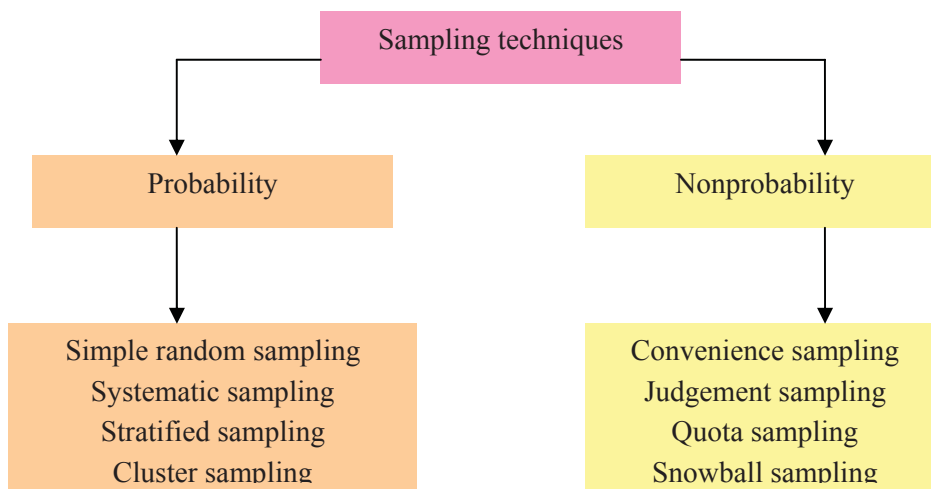 Sampling techniques
Probability
Nonprobability
Simple random sampling
Systematic sampling
Stratified sampling
Cluster sampling
Convenience sampling
Judgement sampling
Quota sampling
Snowball sampling